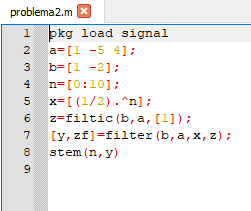 problema2.m
1 pkg load signal
2 a=[1 -5 4];
3 b=[1 -2];
4 n=[0:10];
5 x=[(1/2).^n];
6 z=filtic(b,a,[1]);
7 [y,zf]=filter(b,a,x,z);
8 stem(n,y)
9